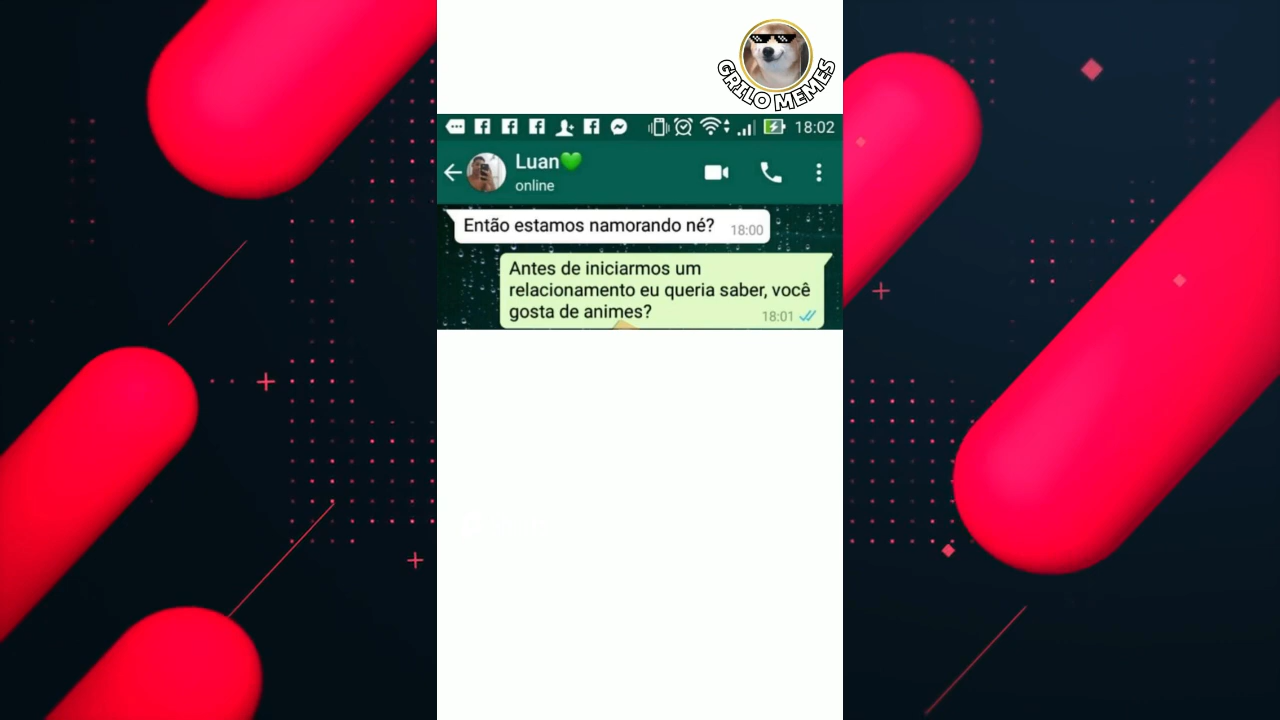 GRILO MEMES
18:02
Luan💚
online
Então estamos namorando né? 18:00
Antes de iniciarmos um
relacionamento eu queria saber, você
gosta de animes? 18:01